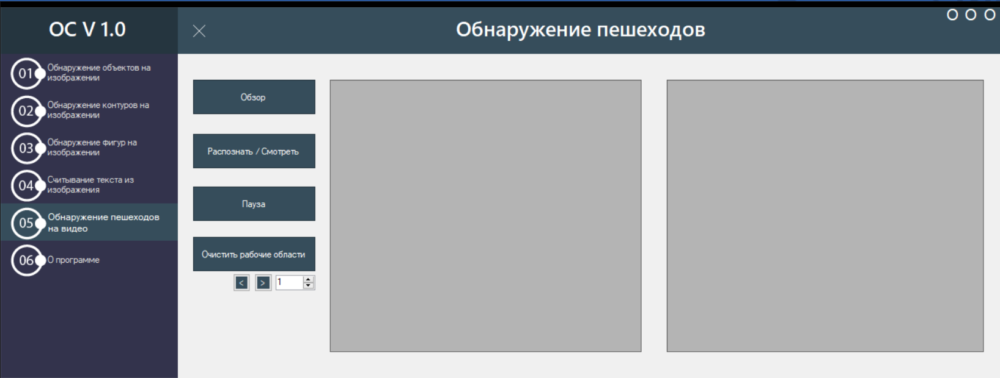 OC V 1.0
Обнаружение пешеходов
01 Обнаружение объектов на
изображении
02 Обнаружение контуров на
изображении
03 Обнаружение фигур на
изображении
04 Считывание текста из
изображения
05 Обнаружение пешеходов
на видео
06 О программе
Обзор
Распознать / Смотреть
Пауза
Очистить рабочие области
< > 1